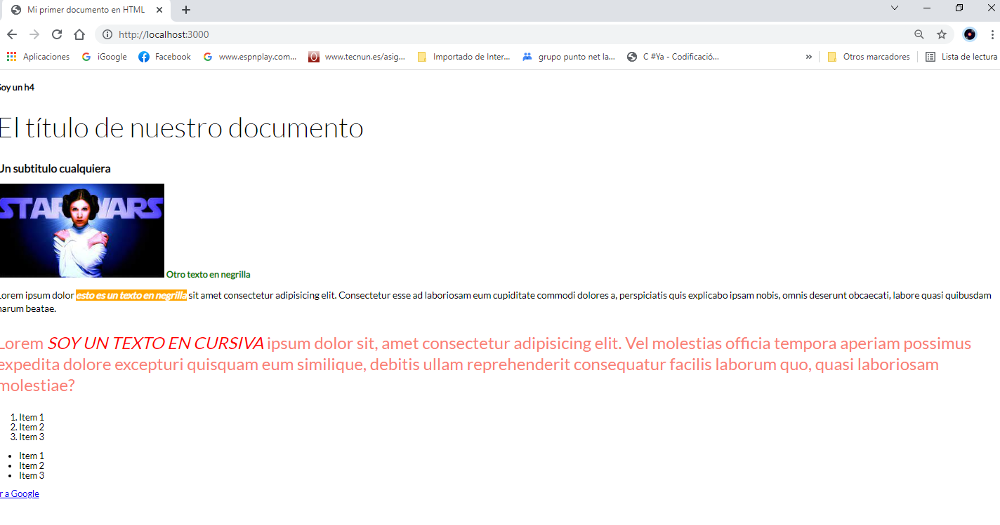 Mi primer documento en HTML
http://localhost:3000
Aplicaciones iGoogle Facebook www.espnplay.com... www.tecnun.es/asig... Importado de Inter... grupo punto net la... C #Ya - Codificació... » Otros marcadores Lista de lectura
Soy un h4
El título de nuestro documento
Un subtitulo cualquiera
STAR WARS
Otro texto en negrilla
Lorem ipsum dolor esto es un texto en negrilla sit amet consectetur adipisicing elit. Consectetur esse ad laboriosam eum cupiditate commodi dolores a, perspiciatis quis explicabo ipsam nobis, omnis deserunt obcaecati, labore quasi quibusdam
harum beatae.
Lorem SOY UN TEXTO EN CURSIVA ipsum dolor sit, amet consectetur adipisicing elit. Vel molestias officia tempora aperiam possimus
expedita dolore excepturi quisquam eum similique, debitis ullam reprehenderit consequatur facilis laborum quo, quasi laboriosam
molestiae?
1. Item 1
2. Item 2
3. Item 3
• Item 1
• Item 2
• Item 3
Ir a Google